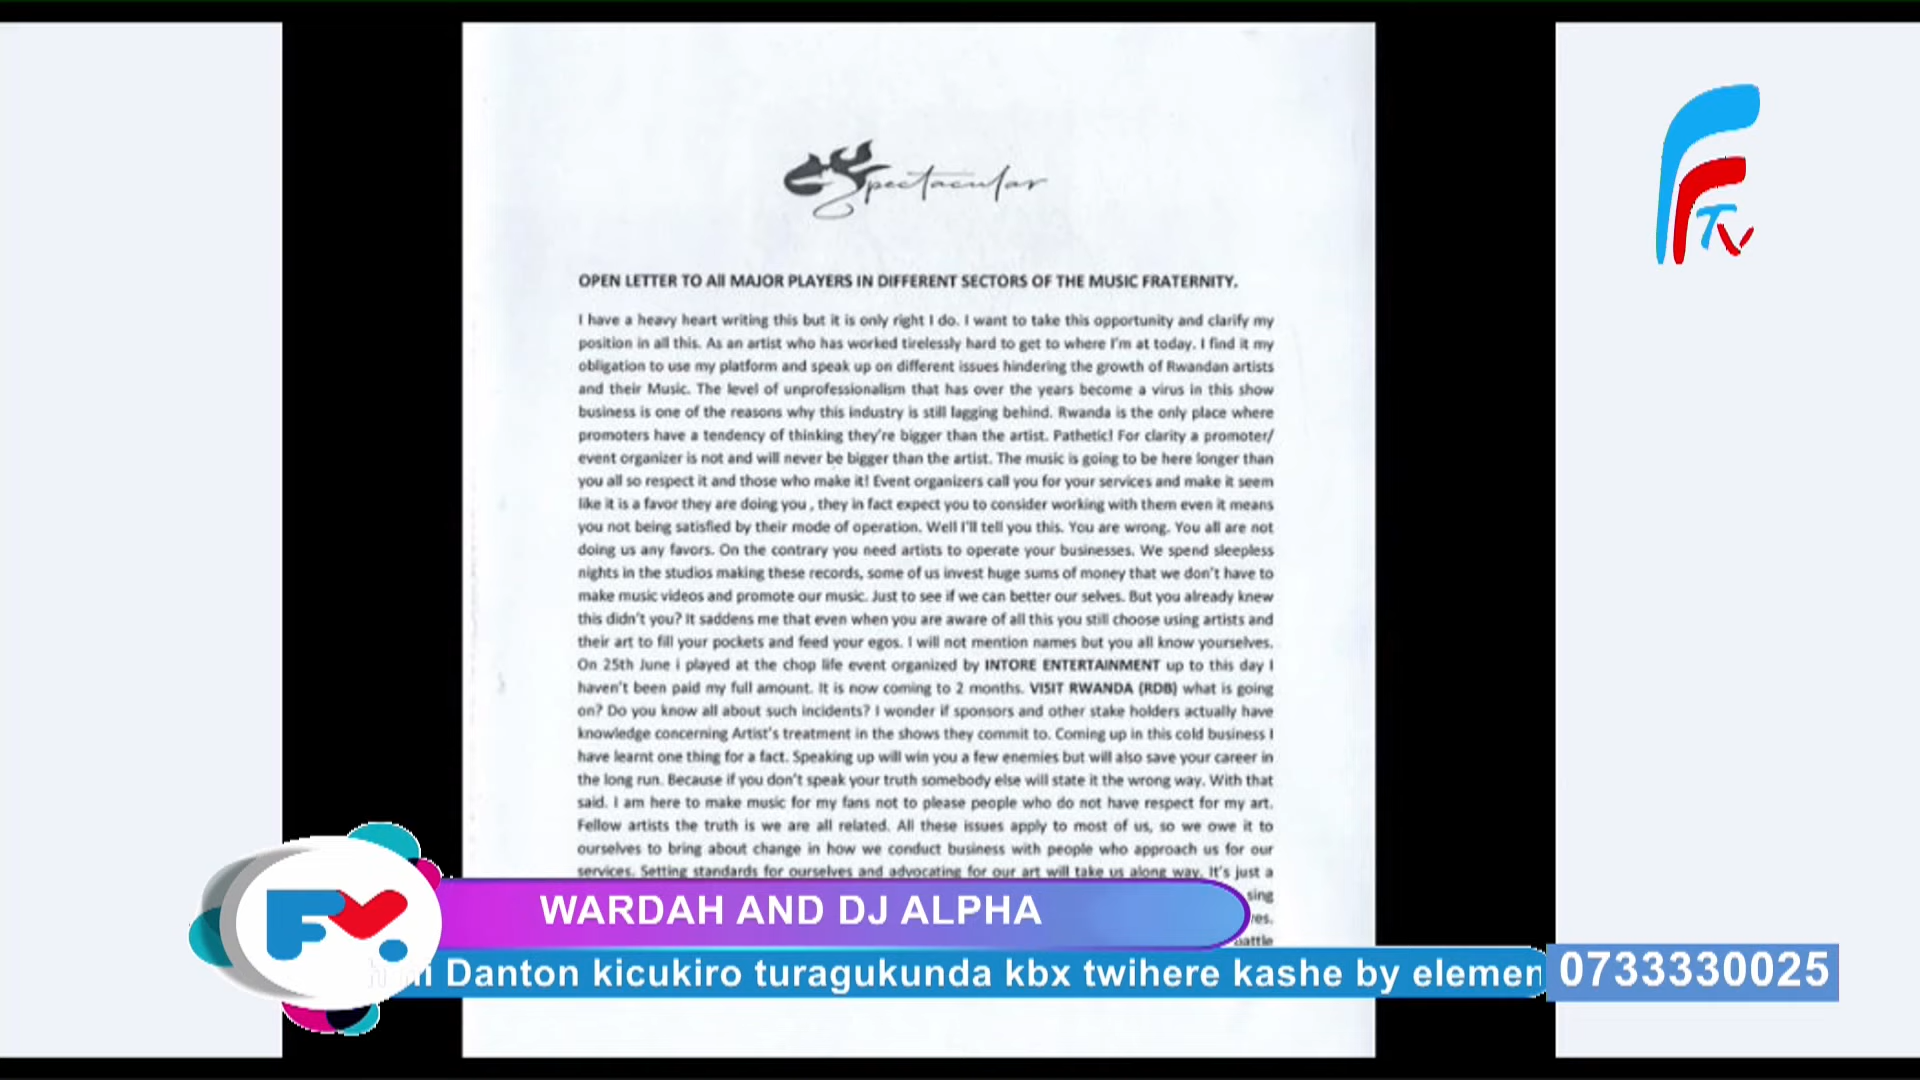 Spectacular
OPEN LETTER TO All MAJOR PLAYERS IN DIFFERENT SECTORS OF THE MUSIC FRATERNITY.
I have a heavy heart writing this but it is only right I do. I want to take this opportunity and clarify my
position in all this. As an artist who has worked tirelessly hard to get to where I'm at today. I find it my
obligation to use my platform and speak up on different issues hindering the growth of Rwandan artists
and their Music. The level of unprofessionalism that has over the years become a virus in this show
business is one of the reasons why this industry is still lagging behind. Rwanda is the only place where
promoters have a tendency of thinking they're bigger than the artist. Pathetic! For clarity a promoter/
event organizer is not and will never be bigger than the artist. The music is going to be here longer than
you all so respect it and those who make it! Event organizers call you for your services and make it seem
like it is a favor they are doing you , they in fact expect you to consider working with them even it means
you not being satisfied by their mode of operation. Well I'll tell you this. You are wrong. You all are not
doing us any favors. On the contrary you need artists to operate your businesses. We spend sleepless
nights in the studios making these records, some of us invest huge sums of money that we don't have to
make music videos and promote our music. Just to see if we can better our selves. But you already knew
this didn't you? It saddens me that even when you are aware of all this you still choose using artists and
their art to fill your pockets and feed your egos. I will not mention names but you all know yourselves.
On 25th June i played at the chop life event organized by INTORE ENTERTAINMENT up to this day I
haven't been paid my full amount. It is now coming to 2 months. VISIT RWANDA (RDB) what is going
on? Do you know all about such incidents? I wonder if sponsors and other stake holders actually have
knowledge concerning Artist's treatment in the shows they commit to. Coming up in this cold business I
have learnt one thing for a fact. Speaking up will win you a few enemies but will also save your career in
the long run. Because if you don't speak your truth somebody else will state it the wrong way. With that
said. I am here to make music for my fans not to please people who do not have respect for my art.
Fellow artists the truth is we are all related. All these issues apply to most of us, so we owe it to
ourselves to bring about change in how we conduct business with people who approach us for our
services. Setting standards for ourselves and advocating for our art will take us along way. It's just a
sing
res.
battle
TV
WARDAH AND DJ ALPHA
ni Danton kicukiro turagukunda kbx twihere kashe by elemen
0733330025